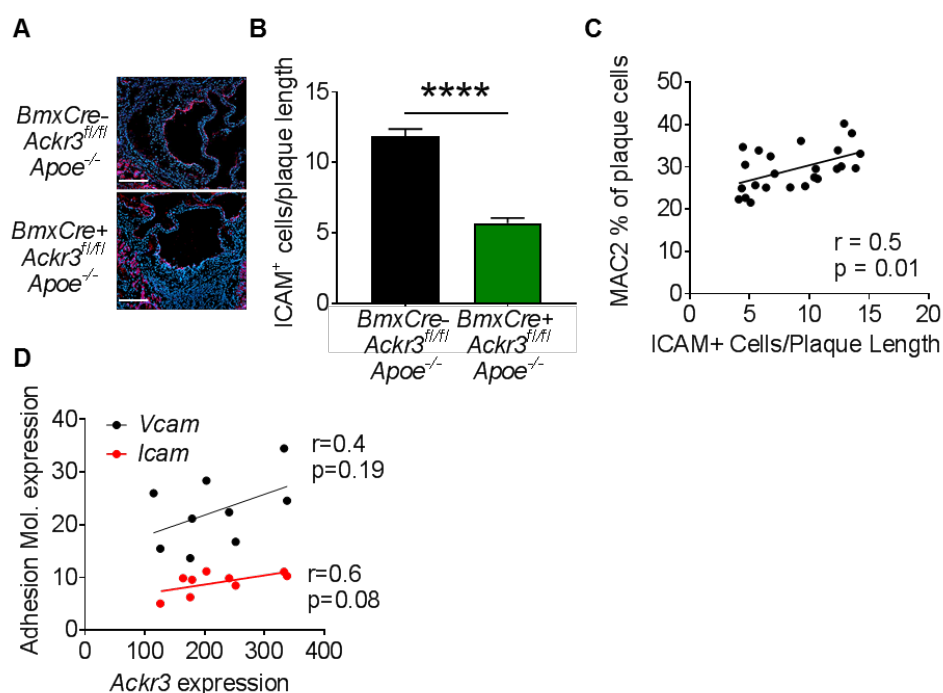 A
BmxCre-
Ackr3fl/fl
Apoe-/-
BmxCre+
Ackr3fl/fl
Apoe-/-
B
ICAM+ cells/plaque length
15
10
5
0
****
BmxCre-
Ackr3fl/fl
Apoe-/-
BmxCre+
Ackr3fl/fl
Apoe-/-
C
MAC2 % of plaque cells
50
40
30
20
10
0
r = 0.5
p = 0.01
0 5 10 15 20
ICAM+ Cells/Plaque Length
D
Adhesion Mol. expression
40
30
20
10
0
Vcam
Icam
r=0.4
p=0.19
r=0.6
p=0.08
0 100 200 300 400
Ackr3 expression